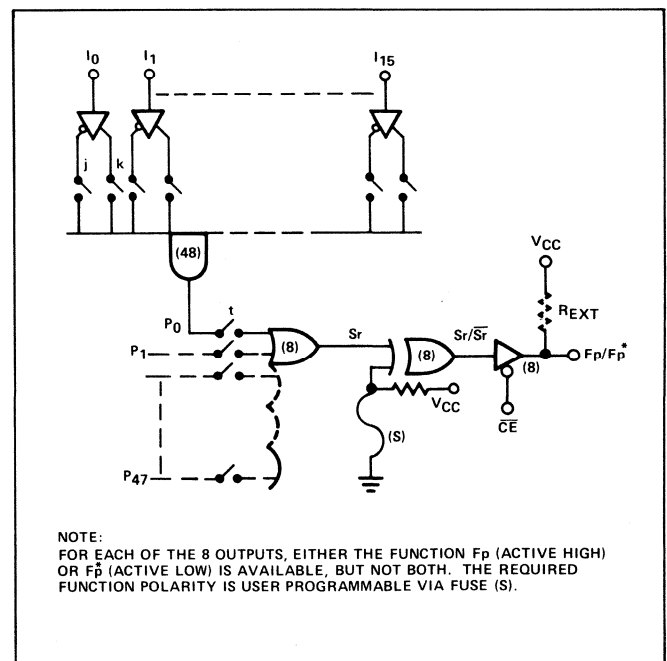 I0 I1 I15
j k
(48)
VCC
t
P0
REXT
P1
(8)
Sr
(8)
Sr/S̅r̅
(8)
Fp/Fp*
VCC
C̅E̅
(S)
P47
NOTE:
FOR EACH OF THE 8 OUTPUTS, EITHER THE FUNCTION Fp (ACTIVE HIGH)
OR Fp* (ACTIVE LOW) IS AVAILABLE, BUT NOT BOTH. THE REQUIRED
FUNCTION POLARITY IS USER PROGRAMMABLE VIA FUSE (S).